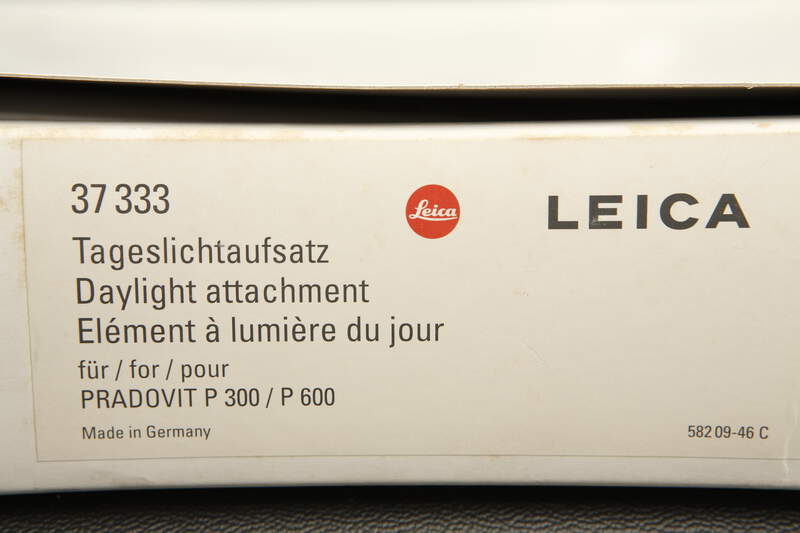 37 333
Leica
LEICA
Tageslichtaufsatz
Daylight attachment
Elément à lumière du jour
für / for / pour
PRADOVIT P 300 / P 600
Made in Germany
582 09-46 C